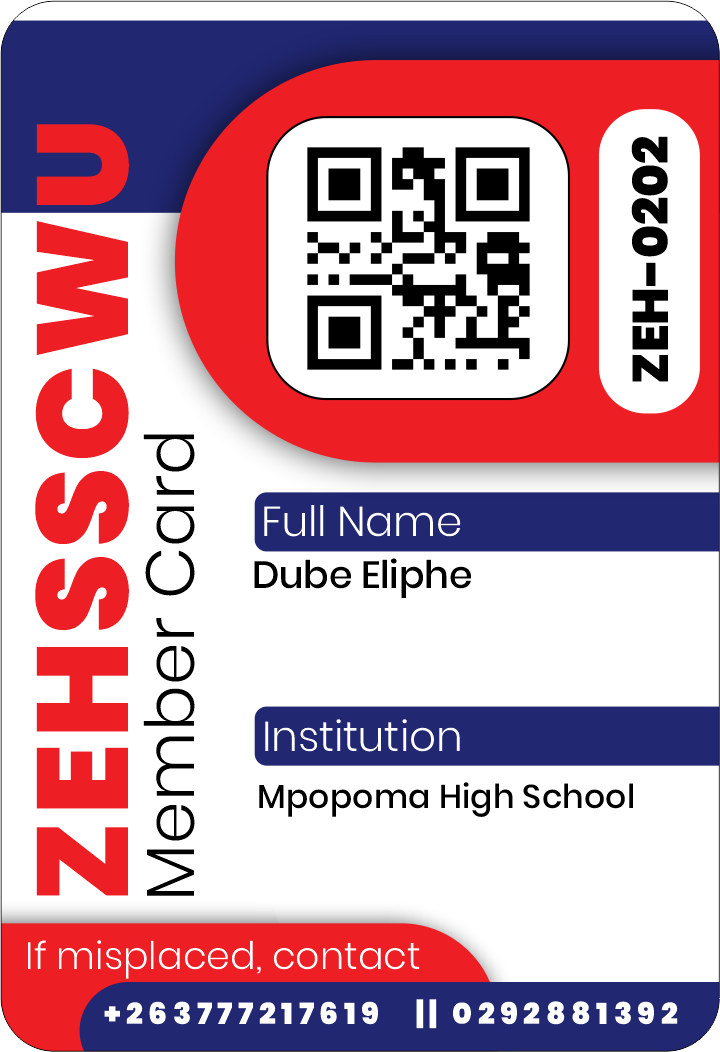 ZEHSSCWU
Member Card
ZEH-0202
Full Name
Dube Eliphe
Institution
Mpopoma High School
If misplaced, contact
+263777217619 || 0292881392